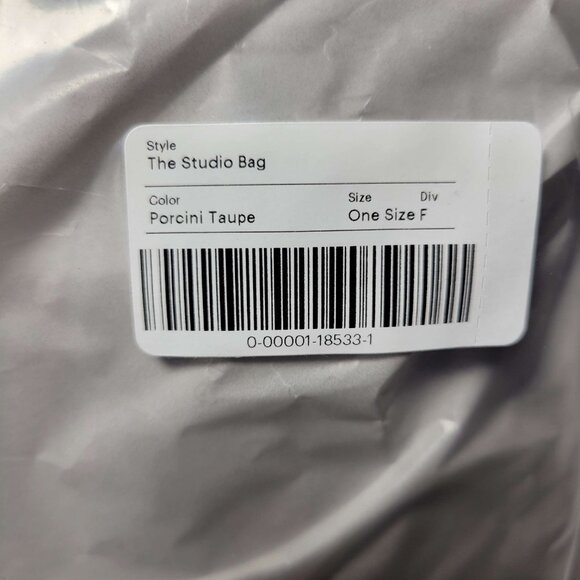 Style
The Studio Bag
Color Size Div
Porcini Taupe One Size F
0-00001-18533-1